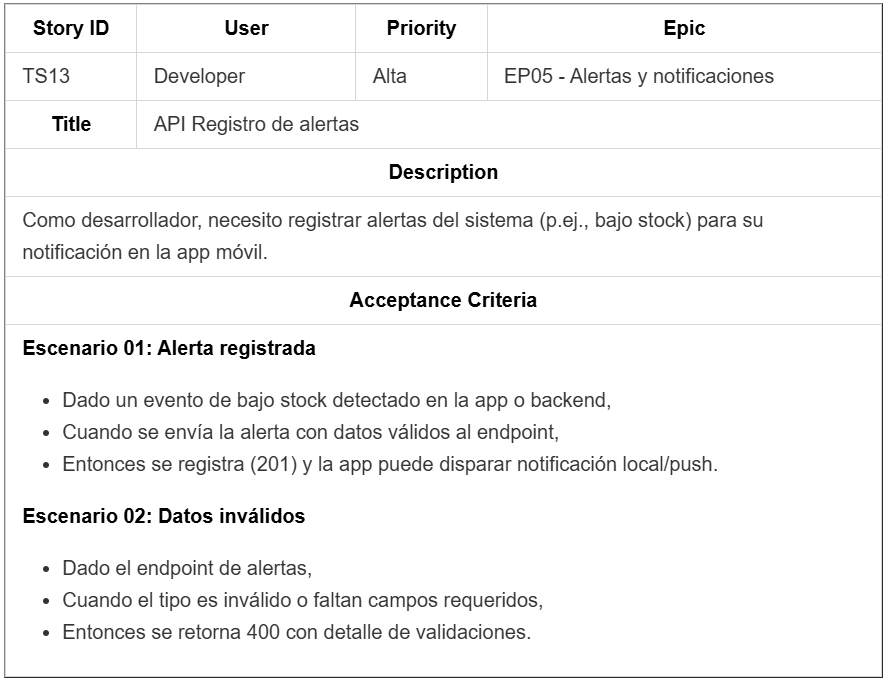 Story ID User Priority Epic
TS13 Developer Alta EP05 - Alertas y notificaciones
Title API Registro de alertas
Description
Como desarrollador, necesito registrar alertas del sistema (p.ej., bajo stock) para su
notificación en la app móvil.
Acceptance Criteria
Escenario 01: Alerta registrada
• Dado un evento de bajo stock detectado en la app o backend,
• Cuando se envía la alerta con datos válidos al endpoint,
• Entonces se registra (201) y la app puede disparar notificación local/push.
Escenario 02: Datos inválidos
• Dado el endpoint de alertas,
• Cuando el tipo es inválido o faltan campos requeridos,
• Entonces se retorna 400 con detalle de validaciones.